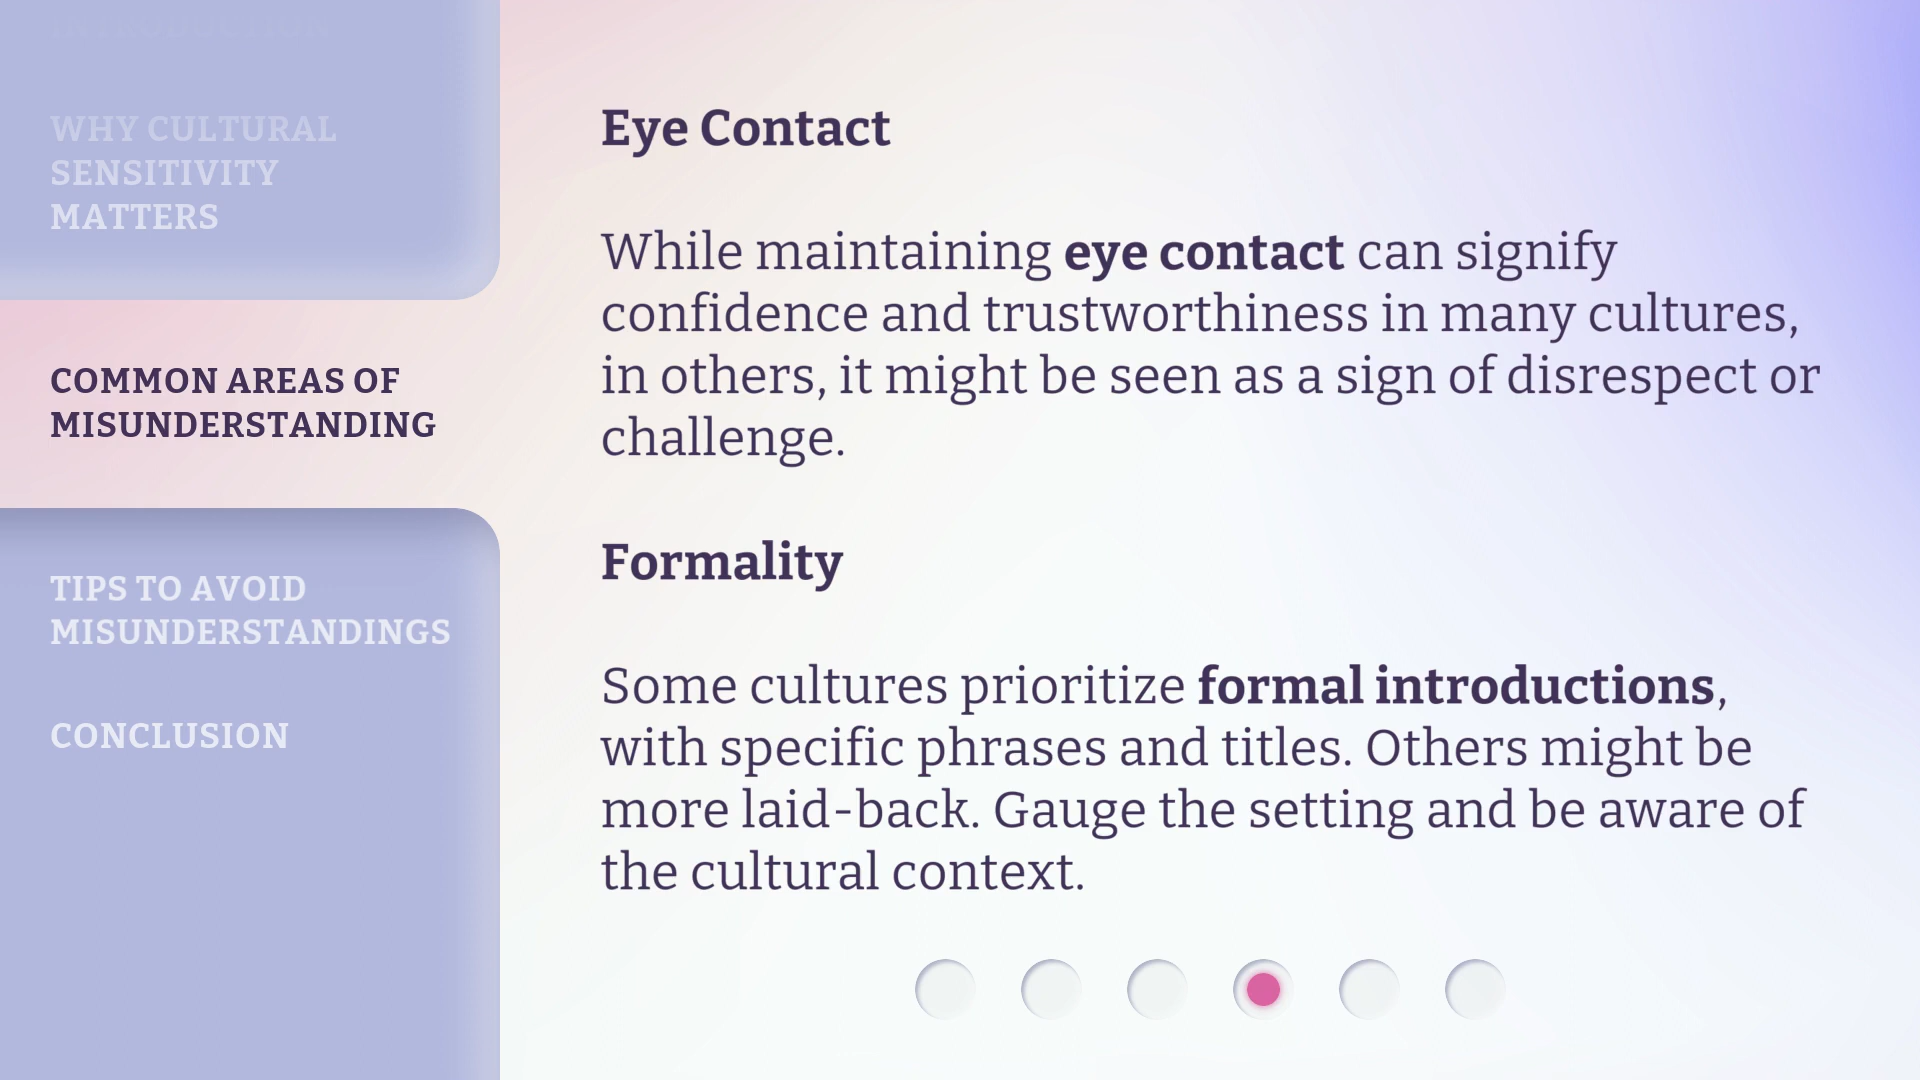 INTRODUCTION
WHY CULTURAL
SENSITIVITY
MATTERS
COMMON AREAS OF
MISUNDERSTANDING
TIPS TO AVOID
MISUNDERSTANDINGS
CONCLUSION
Eye Contact
While maintaining eye contact can signify
confidence and trustworthiness in many cultures,
in others, it might be seen as a sign of disrespect or
challenge.
Formality
Some cultures prioritize formal introductions,
with specific phrases and titles. Others might be
more laid-back. Gauge the setting and be aware of
the cultural context.